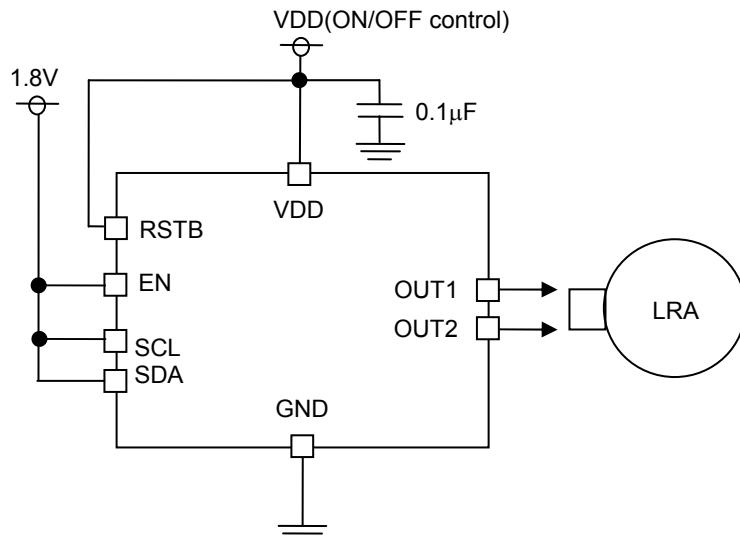 VDD(ON/OFF control)
1.8V
0.1μF
VDD
RSTB
EN
OUT1
LRA
OUT2
SCL
SDA
GND